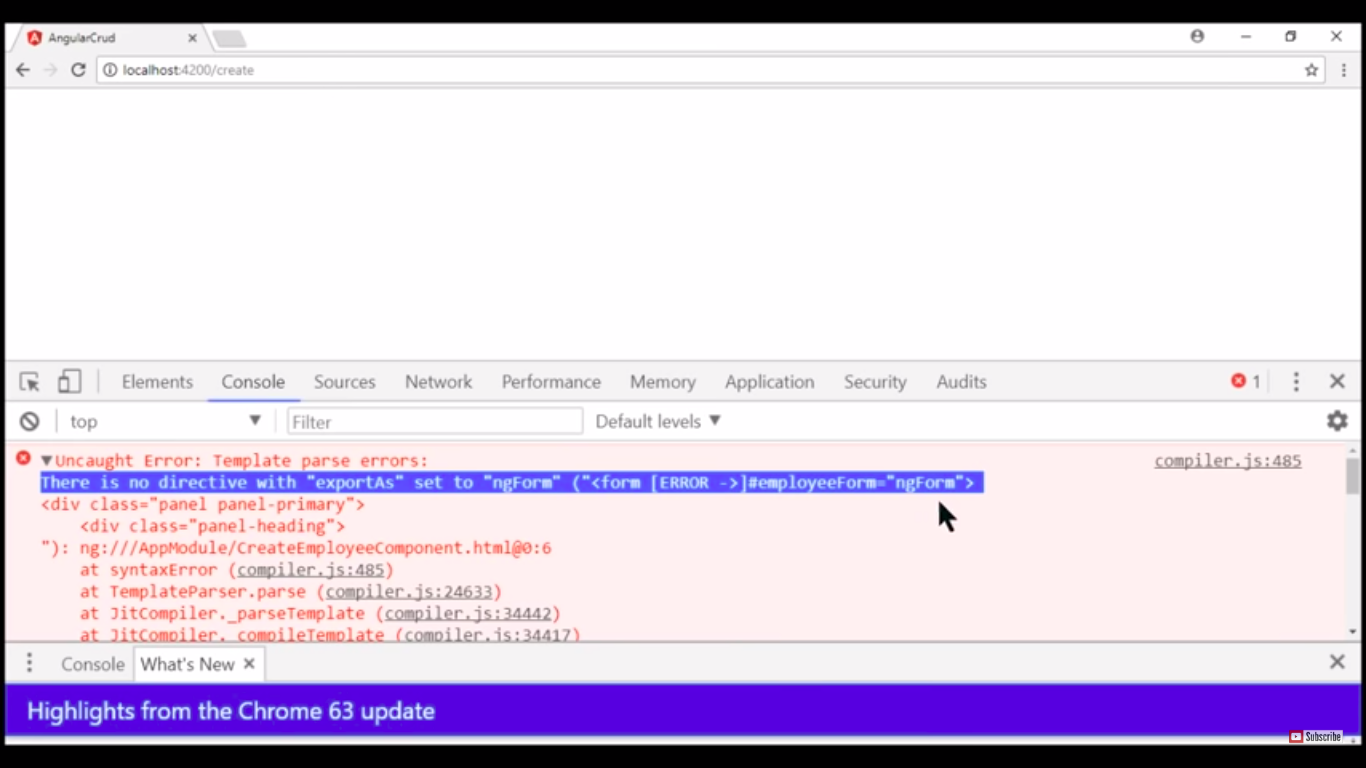 AngularCrud
localhost:4200/create
Elements Console Sources Network Performance Memory Application Security Audits 1
top Filter Default levels
Uncaught Error: Template parse errors: compiler.js:485
There is no directive with "exportAs" set to "ngForm" ("<form [ERROR ->]#employeeForm="ngForm">
<div class="panel panel-primary">
<div class="panel-heading">
"): ng:///AppModule/CreateEmployeeComponent.html@0:6
at syntaxError (compiler.js:485)
at TemplateParser.parse (compiler.js:24633)
at JitCompiler._parseTemplate (compiler.js:34442)
at JitCompiler._compileTemplate (compiler.js:34417)
Console What's New
Highlights from the Chrome 63 update
Subscribe